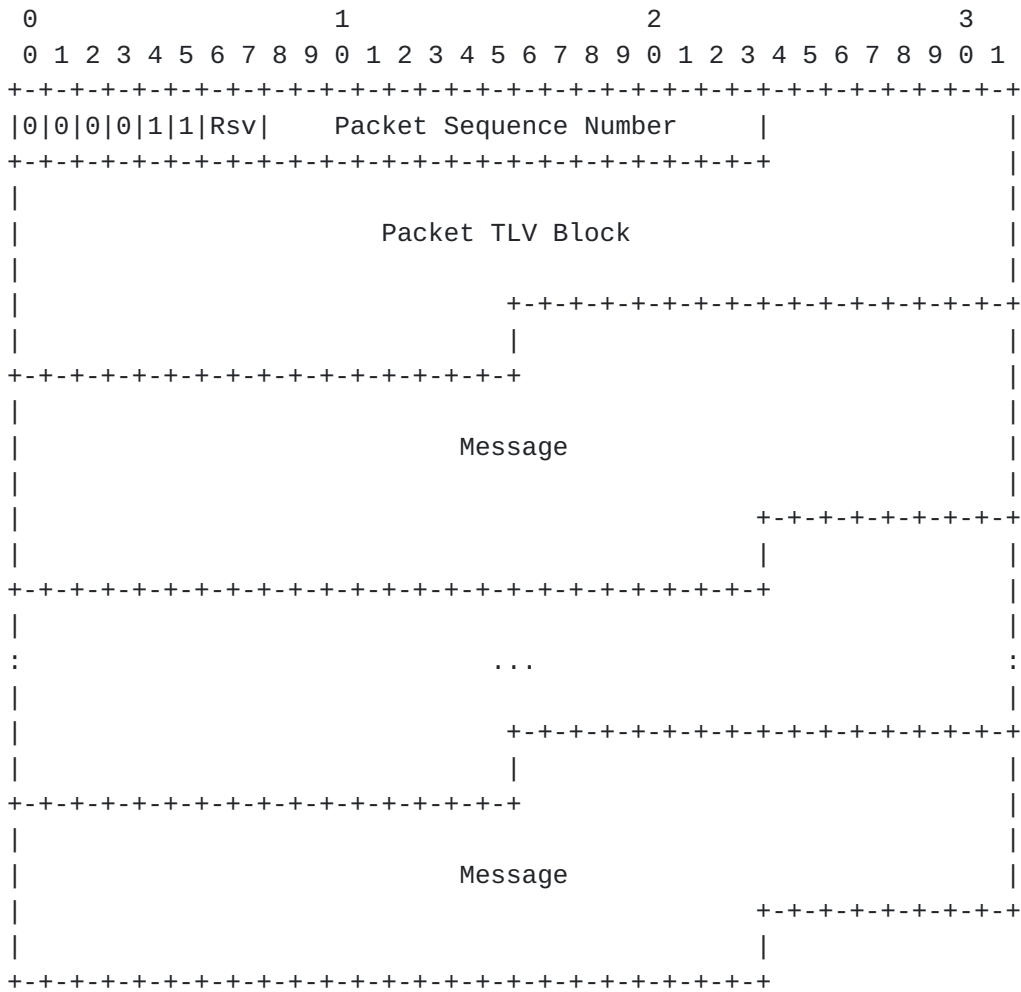 0                   1                   2                   3
 0 1 2 3 4 5 6 7 8 9 0 1 2 3 4 5 6 7 8 9 0 1 2 3 4 5 6 7 8 9 0 1
+-+-+-+-+-+-+-+-+-+-+-+-+-+-+-+-+-+-+-+-+-+-+-+-+-+-+-+-+-+-+-+-+
|0|0|0|0|1|1|Rsv|    Packet Sequence Number     |               |
+-+-+-+-+-+-+-+-+-+-+-+-+-+-+-+-+-+-+-+-+-+-+-+-+               |
|                                                               |
|                       Packet TLV Block                        |
|                                                               |
|                               +-+-+-+-+-+-+-+-+-+-+-+-+-+-+-+-+
|                               |                               |
+-+-+-+-+-+-+-+-+-+-+-+-+-+-+-+-+                               |
|                                                               |
|                            Message                            |
|                                                               |
|                                               +-+-+-+-+-+-+-+-+
|                                               |               |
+-+-+-+-+-+-+-+-+-+-+-+-+-+-+-+-+-+-+-+-+-+-+-+-+               |
|                                                               |
:                              ...                              :
|                                                               |
|                               +-+-+-+-+-+-+-+-+-+-+-+-+-+-+-+-+
|                               |                               |
+-+-+-+-+-+-+-+-+-+-+-+-+-+-+-+-+                               |
|                                                               |
|                            Message                            |
|                                               +-+-+-+-+-+-+-+-+
|                                               |
+-+-+-+-+-+-+-+-+-+-+-+-+-+-+-+-+-+-+-+-+-+-+-+-+